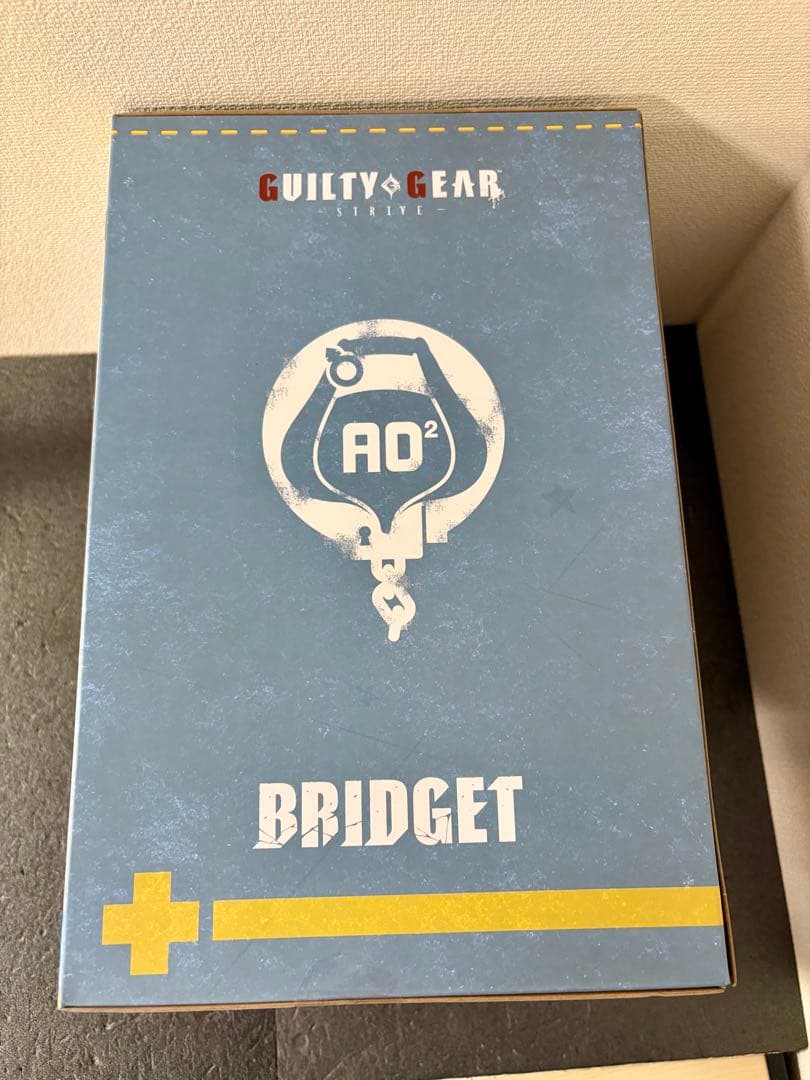 GUILTY GEAR
- STRIVE -
AO²
BRIDGET